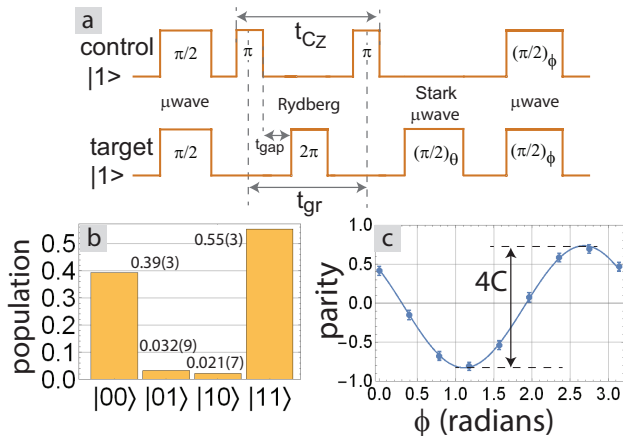 a
t_CZ
control
π/2
π
π
(π/2)_ϕ
|1>
μwave
Rydberg
Stark
μwave
μwave
target
π/2
t_gap
2π
(π/2)_θ
(π/2)_ϕ
|1>
t_gr
b
population
0.5
0.4
0.3
0.2
0.1
0.0
0.39(3)
0.032(9)
0.021(7)
0.55(3)
|00⟩ |01⟩ |10⟩ |11⟩
c
parity
1.0
0.5
0.0
-0.5
-1.0
4C
0.0 0.5 1.0 1.5 2.0 2.5 3.0
ϕ (radians)